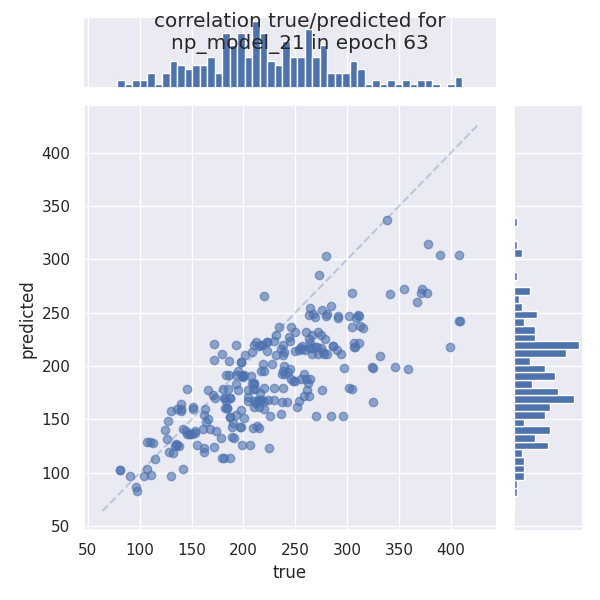 correlation true/predicted for
np_model_21 in epoch 63
400
350
300
250
200
150
100
50
predicted
50 100 150 200 250 300 350 400
true